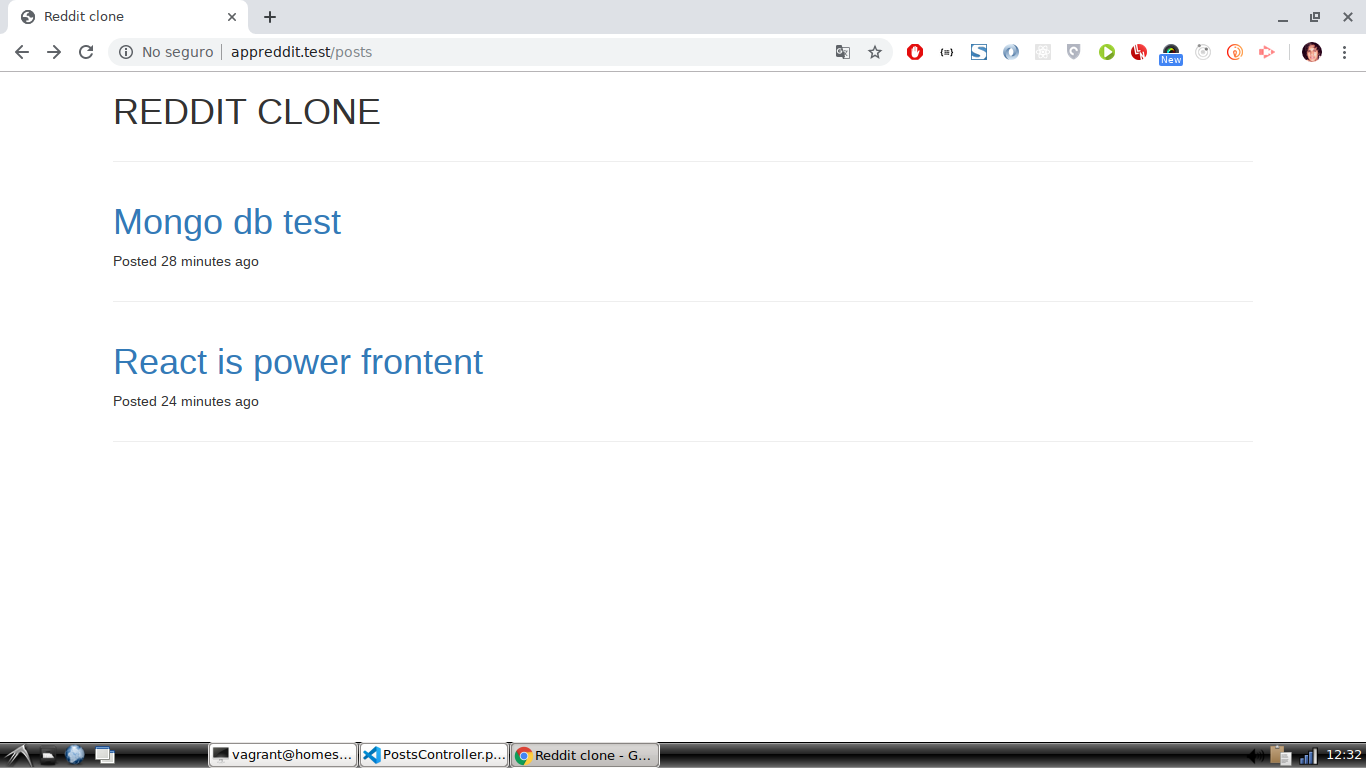 Reddit clone
No seguro
appreddit.test/posts
New
REDDIT CLONE
Mongo db test
Posted 28 minutes ago
React is power frontent
Posted 24 minutes ago
vagrant@homes...
PostsController.p...
Reddit clone - G...
12:32